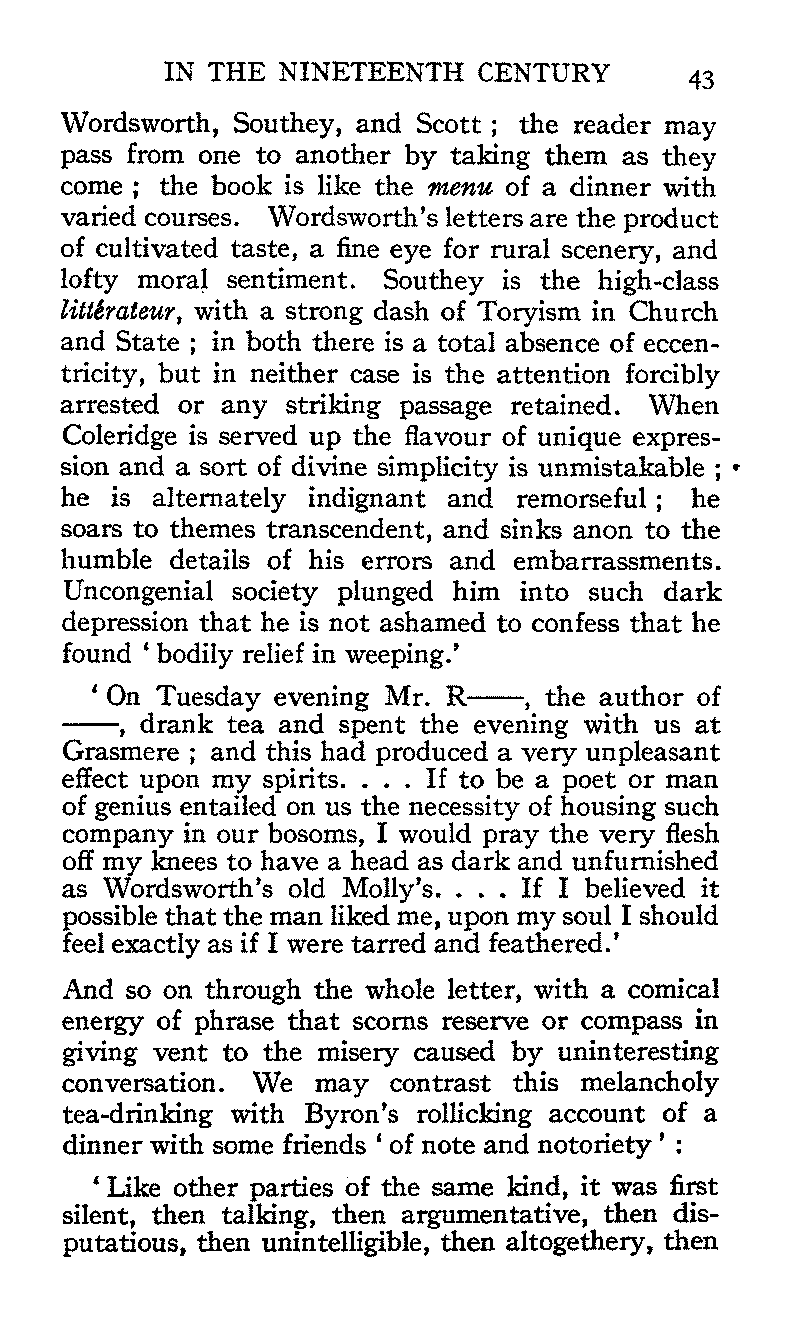 IN THE NINETEENTH CENTURY 43
Wordsworth, Southey, and Scott ; the reader may
pass from one to another by taking them as they
come ; the book is like the menu of a dinner with
varied courses. Wordsworth's letters are the product
of cultivated taste, a fine eye for rural scenery, and
lofty moral sentiment. Southey is the high-class
littérateur, with a strong dash of Toryism in Church
and State ; in both there is a total absence of eccen-
tricity, but in neither case is the attention forcibly
arrested or any striking passage retained. When
Coleridge is served up the flavour of unique expres-
sion and a sort of divine simplicity is unmistakable ;
he is alternately indignant and remorseful ; he
soars to themes transcendent, and sinks anon to the
humble details of his errors and embarrassments.
Uncongenial society plunged him into such dark
depression that he is not ashamed to confess that he
found ‘ bodily relief in weeping.’
‘ On Tuesday evening Mr. R——, the author of
——, drank tea and spent the evening with us at
Grasmere ; and this had produced a very unpleasant
effect upon my spirits. . . . If to be a poet or man
of genius entailed on us the necessity of housing such
company in our bosoms, I would pray the very flesh
off my knees to have a head as dark and unfurnished
as Wordsworth's old Molly's. . . . If I believed it
possible that the man liked me, upon my soul I should
feel exactly as if I were tarred and feathered.’
And so on through the whole letter, with a comical
energy of phrase that scorns reserve or compass in
giving vent to the misery caused by uninteresting
conversation. We may contrast this melancholy
tea-drinking with Byron's rollicking account of a
dinner with some friends ‘ of note and notoriety ’ :
‘ Like other parties of the same kind, it was first
silent, then talking, then argumentative, then dis-
putatious, then unintelligible, then altogethery, then